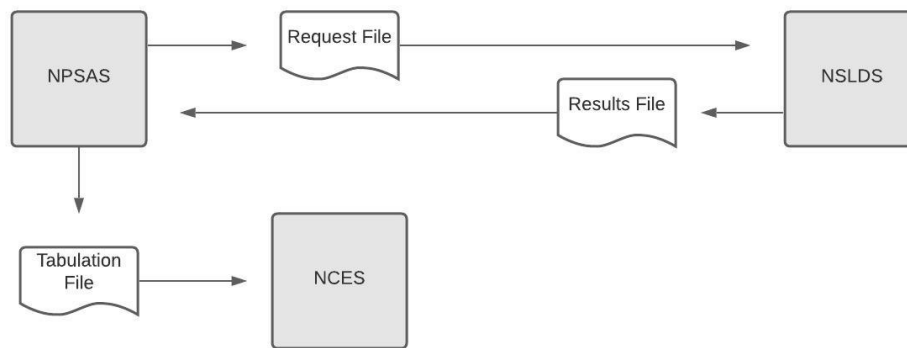 Request File
NPSAS
NSLDS
Results File
Tabulation
File
NCES